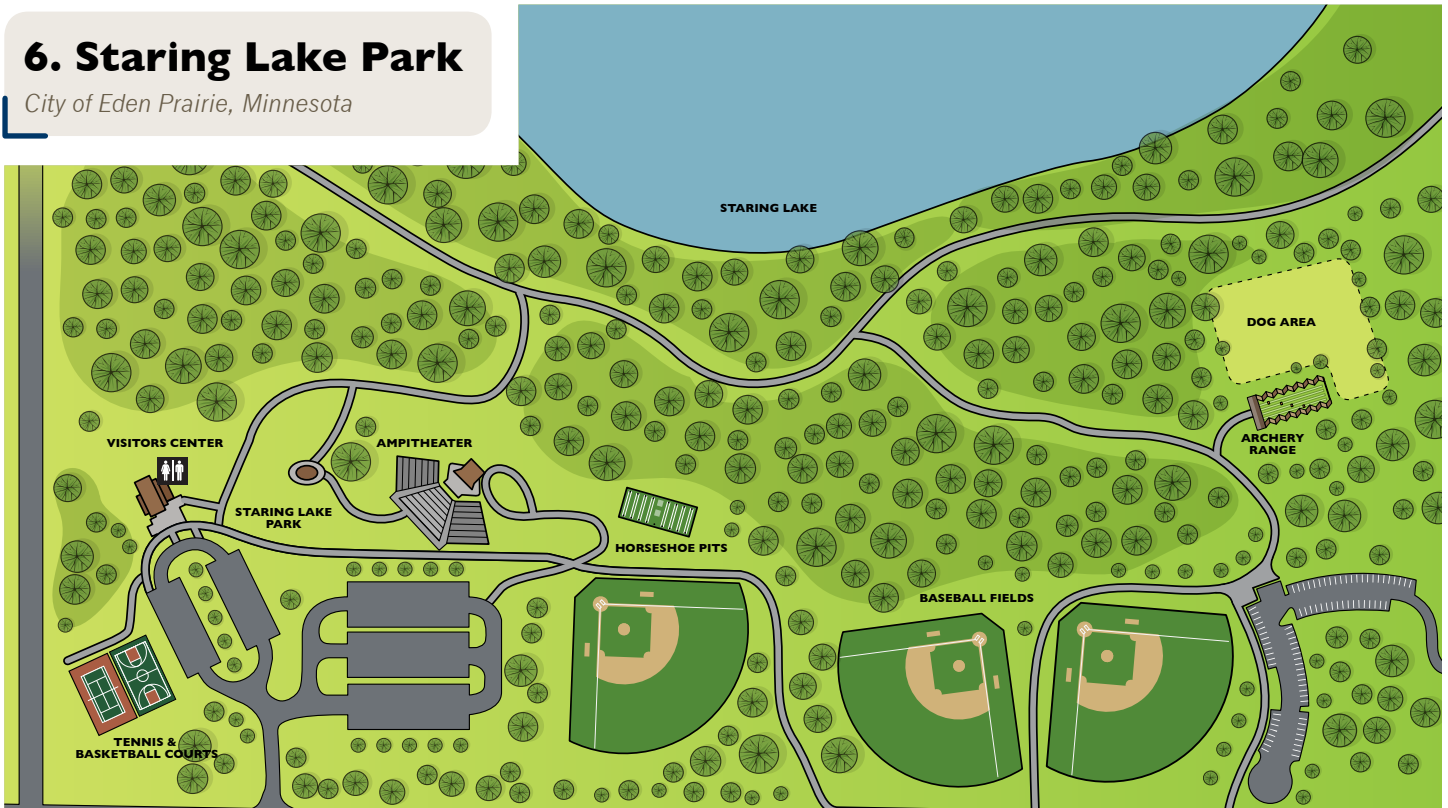 6. Staring Lake Park
City of Eden Prairie, Minnesota
STARING LAKE
DOG AREA
VISITORS CENTER
AMPITHEATER
ARCHERY
RANGE
STARING LAKE
PARK
HORSESHOE PITS
BASEBALL FIELDS
TENNIS &
BASKETBALL COURTS